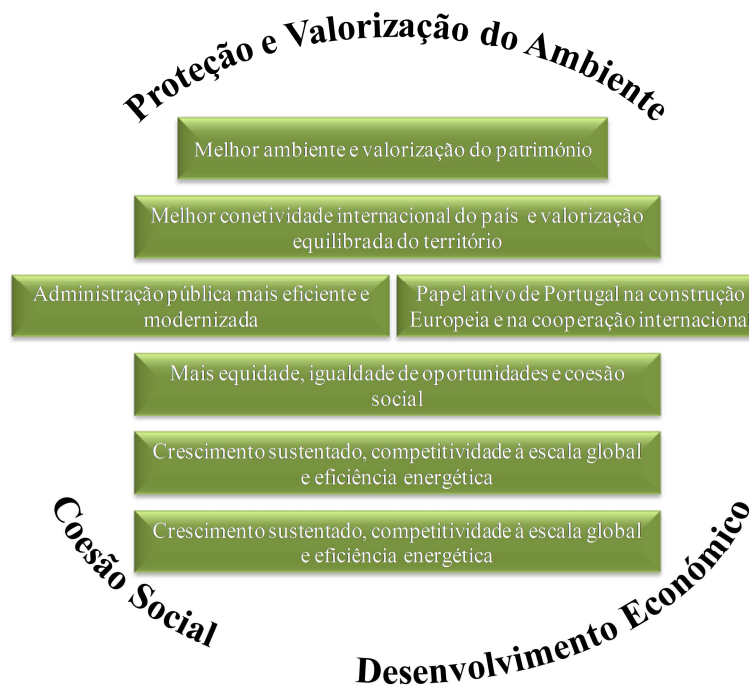 Proteção e Valorização do Ambiente
Melhor ambiente e valorização do património
Melhor conetividade internacional do país e valorização
equilibrada do território
Administração pública mais eficiente e
modernizada
Papel ativo de Portugal na construção
Europeia e na cooperação internacional
Mais equidade, igualdade de oportunidades e coesão
social
Crescimento sustentado, competitividade à escala global
e eficiência energética
Crescimento sustentado, competitividade à escala global
e eficiência energética
Coesão Social
Desenvolvimento Económico